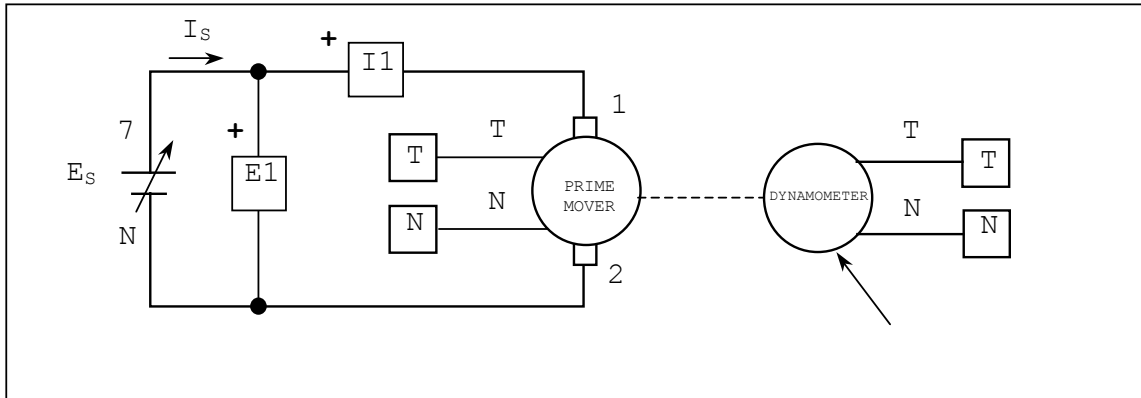 I_S
+
I1
1
7
+
T
T
E_S
E1
T
T
PRIME
MOVER
DYNAMOMETER
N
N
N
N
N
2